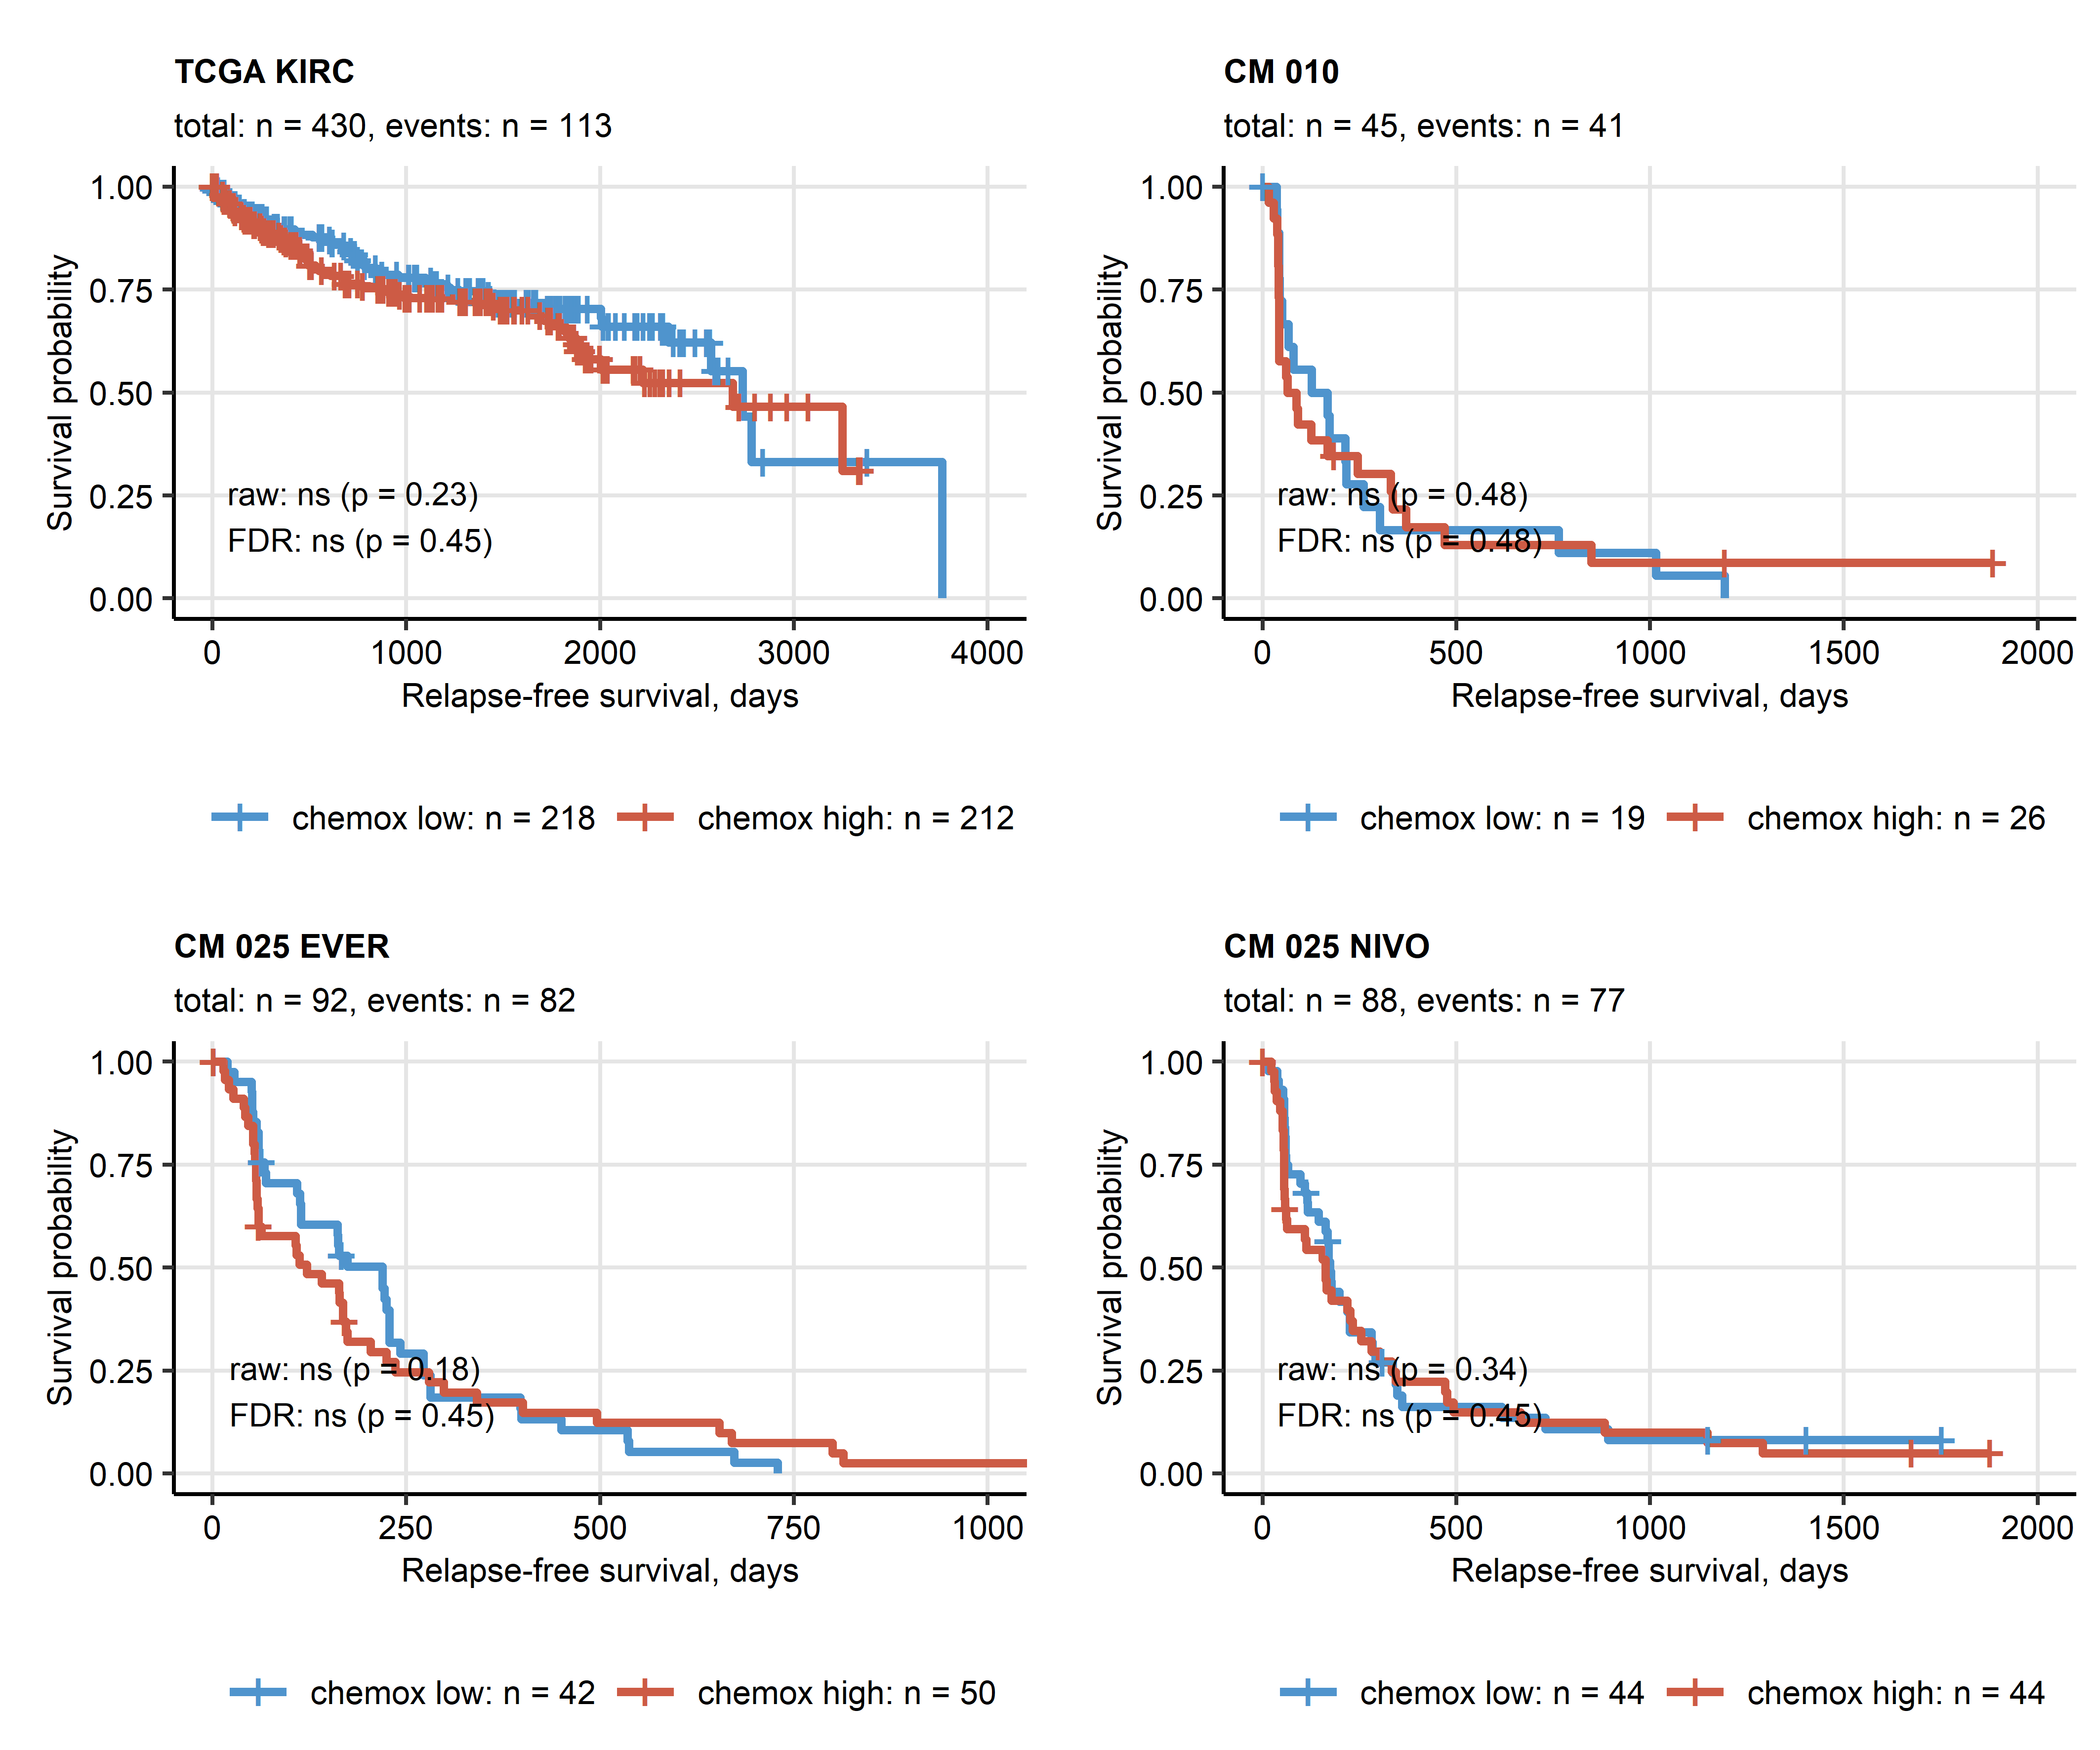 TCGA KIRC
total: n = 430, events: n = 113
Survival probability
1.00
0.75
0.50
0.25
0.00
raw: ns (p = 0.23)
FDR: ns (p = 0.45)
0 1000 2000 3000 4000
Relapse-free survival, days
chemox low: n = 218 chemox high: n = 212
CM 010
total: n = 45, events: n = 41
Survival probability
1.00
0.75
0.50
0.25
0.00
raw: ns (p = 0.48)
FDR: ns (p = 0.48)
0 500 1000 1500 2000
Relapse-free survival, days
chemox low: n = 19 chemox high: n = 26
CM 025 EVER
total: n = 92, events: n = 82
Survival probability
1.00
0.75
0.50
0.25
0.00
raw: ns (p = 0.18)
FDR: ns (p = 0.45)
0 250 500 750 1000
Relapse-free survival, days
chemox low: n = 42 chemox high: n = 50
CM 025 NIVO
total: n = 88, events: n = 77
Survival probability
1.00
0.75
0.50
0.25
0.00
raw: ns (p = 0.34)
FDR: ns (p = 0.45)
0 500 1000 1500 2000
Relapse-free survival, days
chemox low: n = 44 chemox high: n = 44